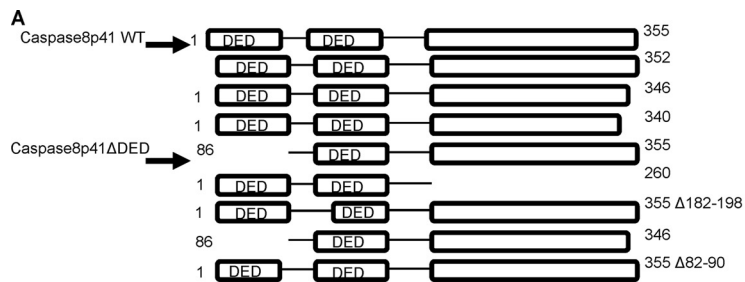 A
Caspase8p41 WT 1 DED DED 355
DED DED 352
1 DED DED 346
1 DED DED 340
Caspase8p41ΔDED 86 DED 355
1 DED DED 260
1 DED DED 355 Δ182-198
86 DED 346
1 DED DED 355 Δ82-90